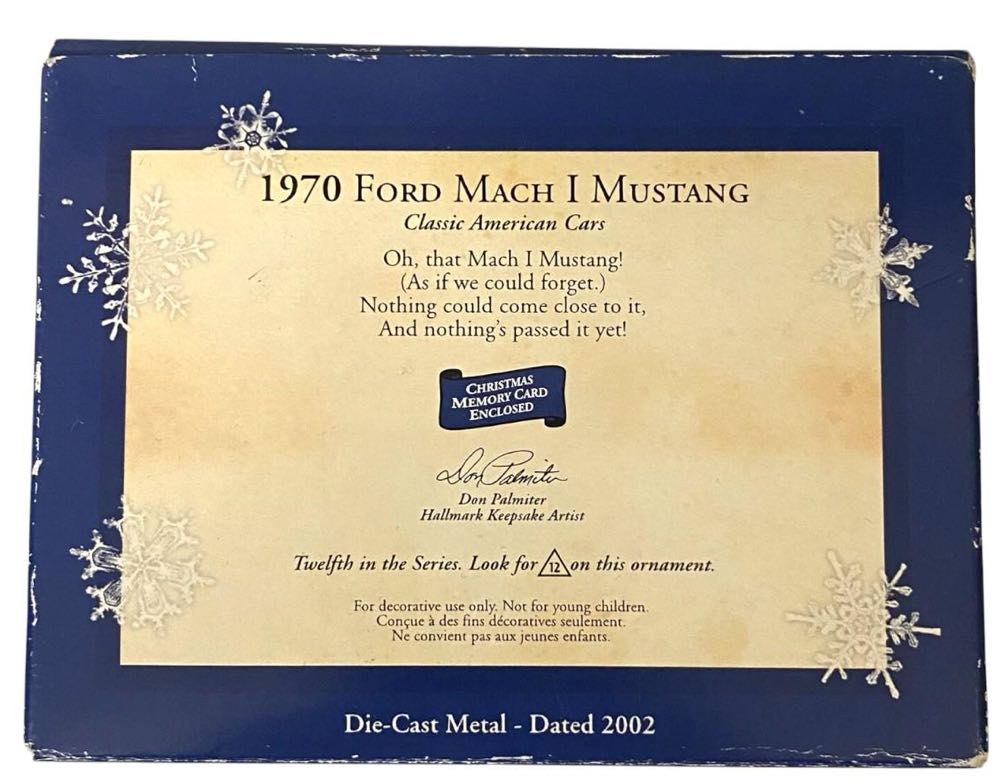 1970 Ford Mach I Mustang
Classic American Cars
Oh, that Mach I Mustang!
(As if we could forget.)
Nothing could come close to it,
And nothing's passed it yet!
CHRISTMAS
MEMORY CARD
ENCLOSED
Don Palmiter
Don Palmiter
Hallmark Keepsake Artist
Twelfth in the Series. Look for 12 on this ornament.
For decorative use only. Not for young children.
Conçue à des fins décoratives seulement.
Ne convient pas aux jeunes enfants.
Die-Cast Metal - Dated 2002